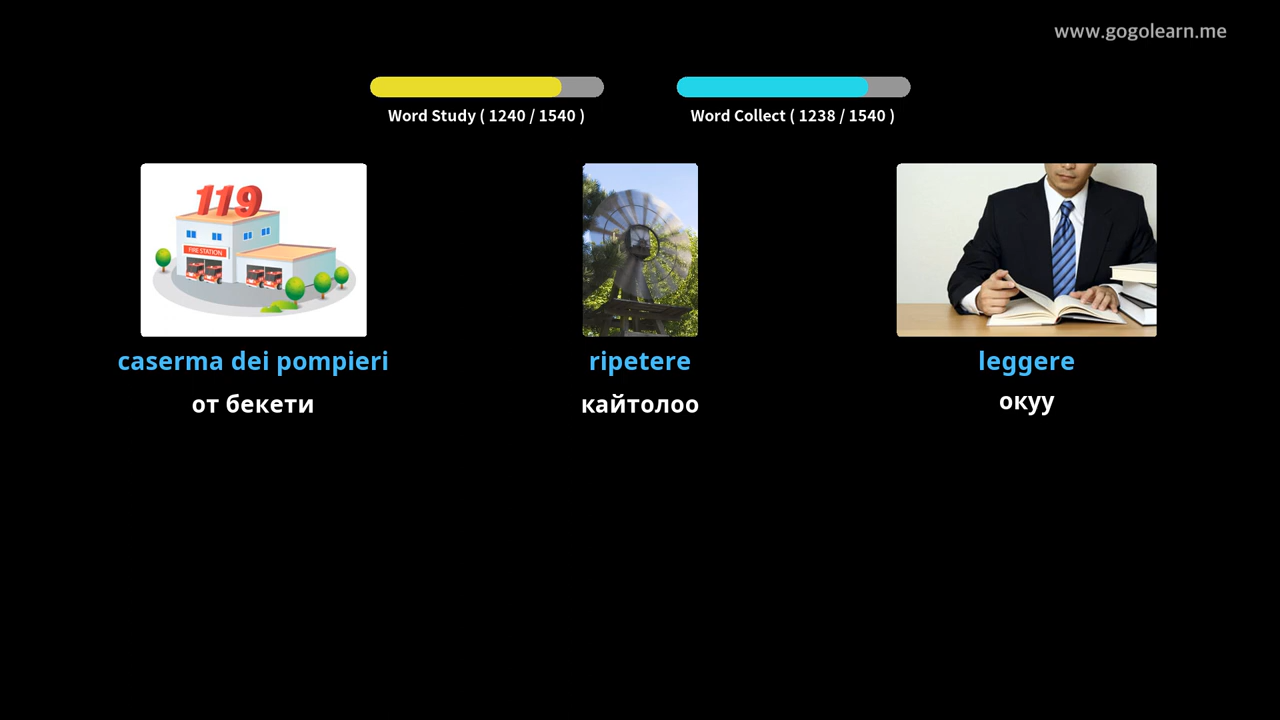 www.gogolearn.me
Word Study ( 1240 / 1540 )
Word Collect ( 1238 / 1540 )
119
FIRE STATION
caserma dei pompieri
ripetere
leggere
от бекети
кайтолоо
окуу